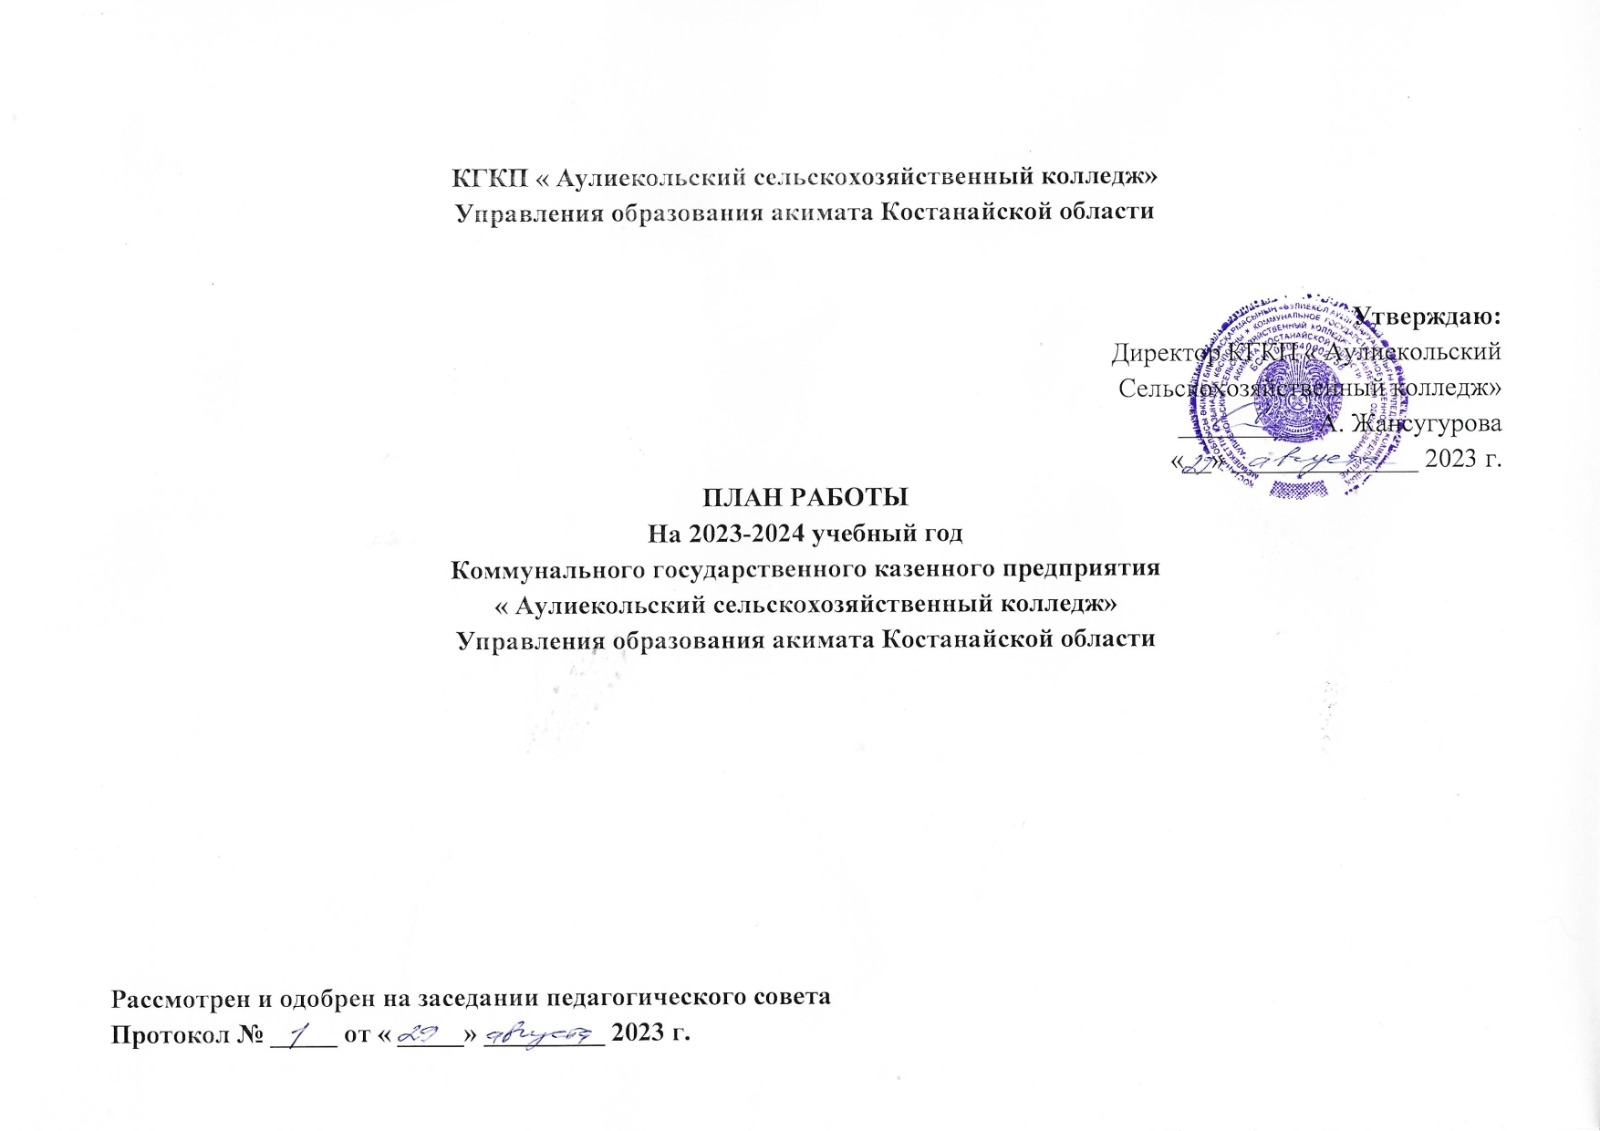 КГКП « Аулиекольский сельскохозяйственный колледж»
Управления образования акимата Костанайской области
Утверждаю:
Директор КГКП « Аулиекольский
Сельскохозяйственный колледж»
А. Жансугурова
«29» август 2023 г.
ПЛАН РАБОТЫ
На 2023-2024 учебный год
Коммунального государственного казенного предприятия
« Аулиекольский сельскохозяйственный колледж»
Управления образования акимата Костанайской области
Рассмотрен и одобрен на заседании педагогического совета
Протокол № 1 от « 29 » августа 2023 г.